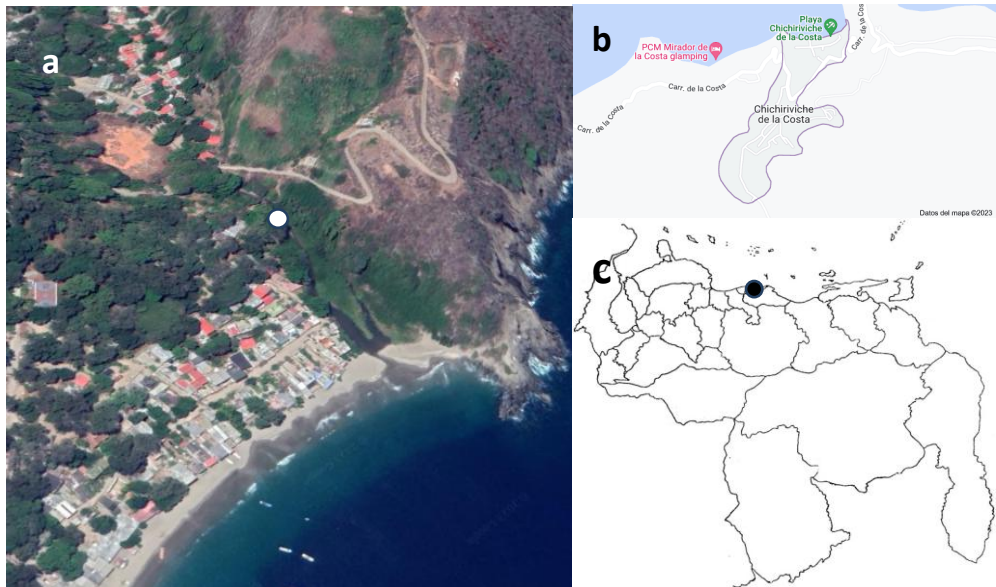 a
b
Playa
Chichiriviche
de la Costa
PCM Mirador de
la Costa glamping
Carr. de la Costa
Carr. de la Costa
Carr. de la Cos
Chichiriviche
de la Costa
Datos del mapa ©2023
c